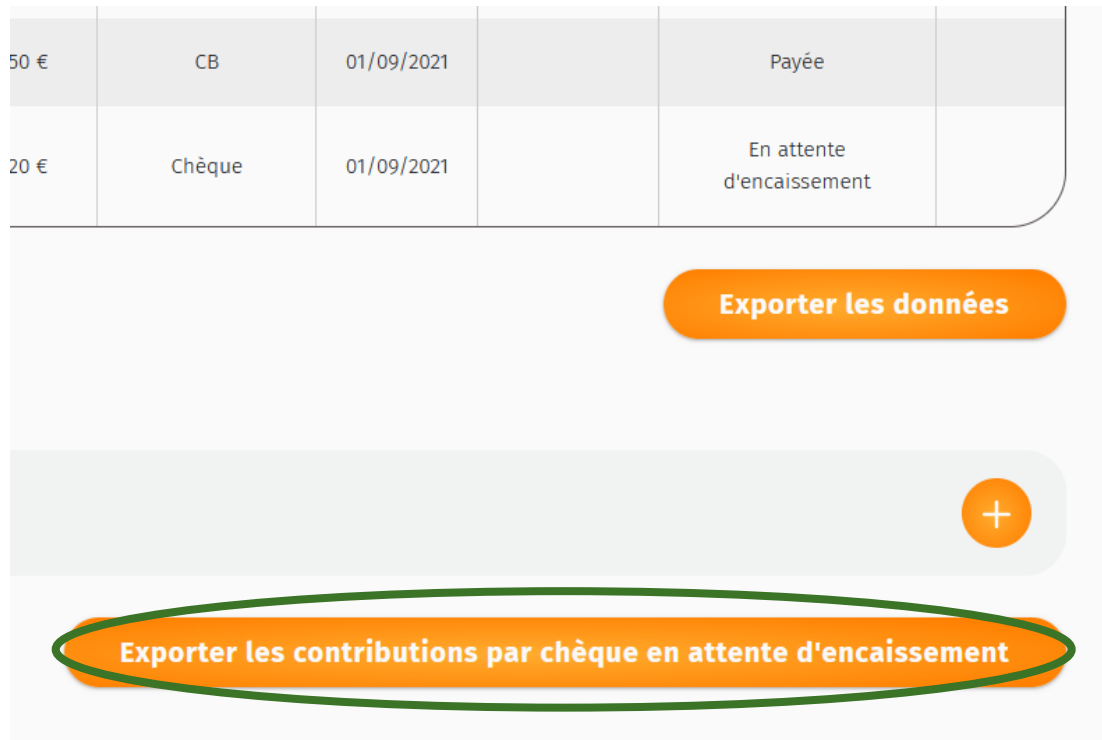 50 € CB 01/09/2021 Payée
20 € Chèque 01/09/2021 En attente
d'encaissement
Exporter les données
+
Exporter les contributions par chèque en attente d'encaissement